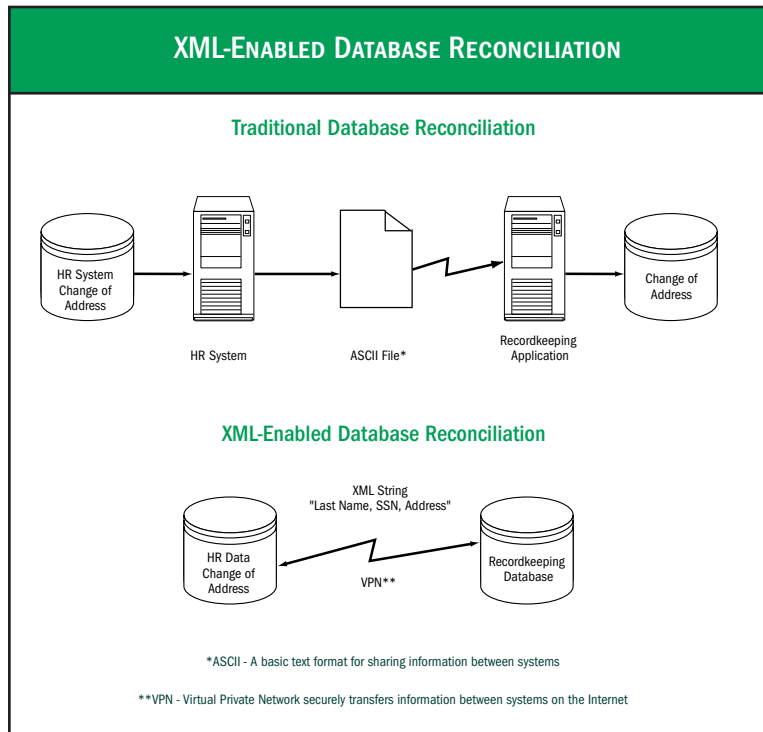 XML-ENABLED DATABASE RECONCILIATION
Traditional Database Reconciliation
HR System
Change of
Address
HR System
ASCII File*
Recordkeeping
Application
Change of
Address
XML-Enabled Database Reconciliation
XML String
"Last Name, SSN, Address"
HR Data
Change of
Address
VPN**
Recordkeeping
Database
*ASCII - A basic text format for sharing information between systems
**VPN - Virtual Private Network securely transfers information between systems on the Internet